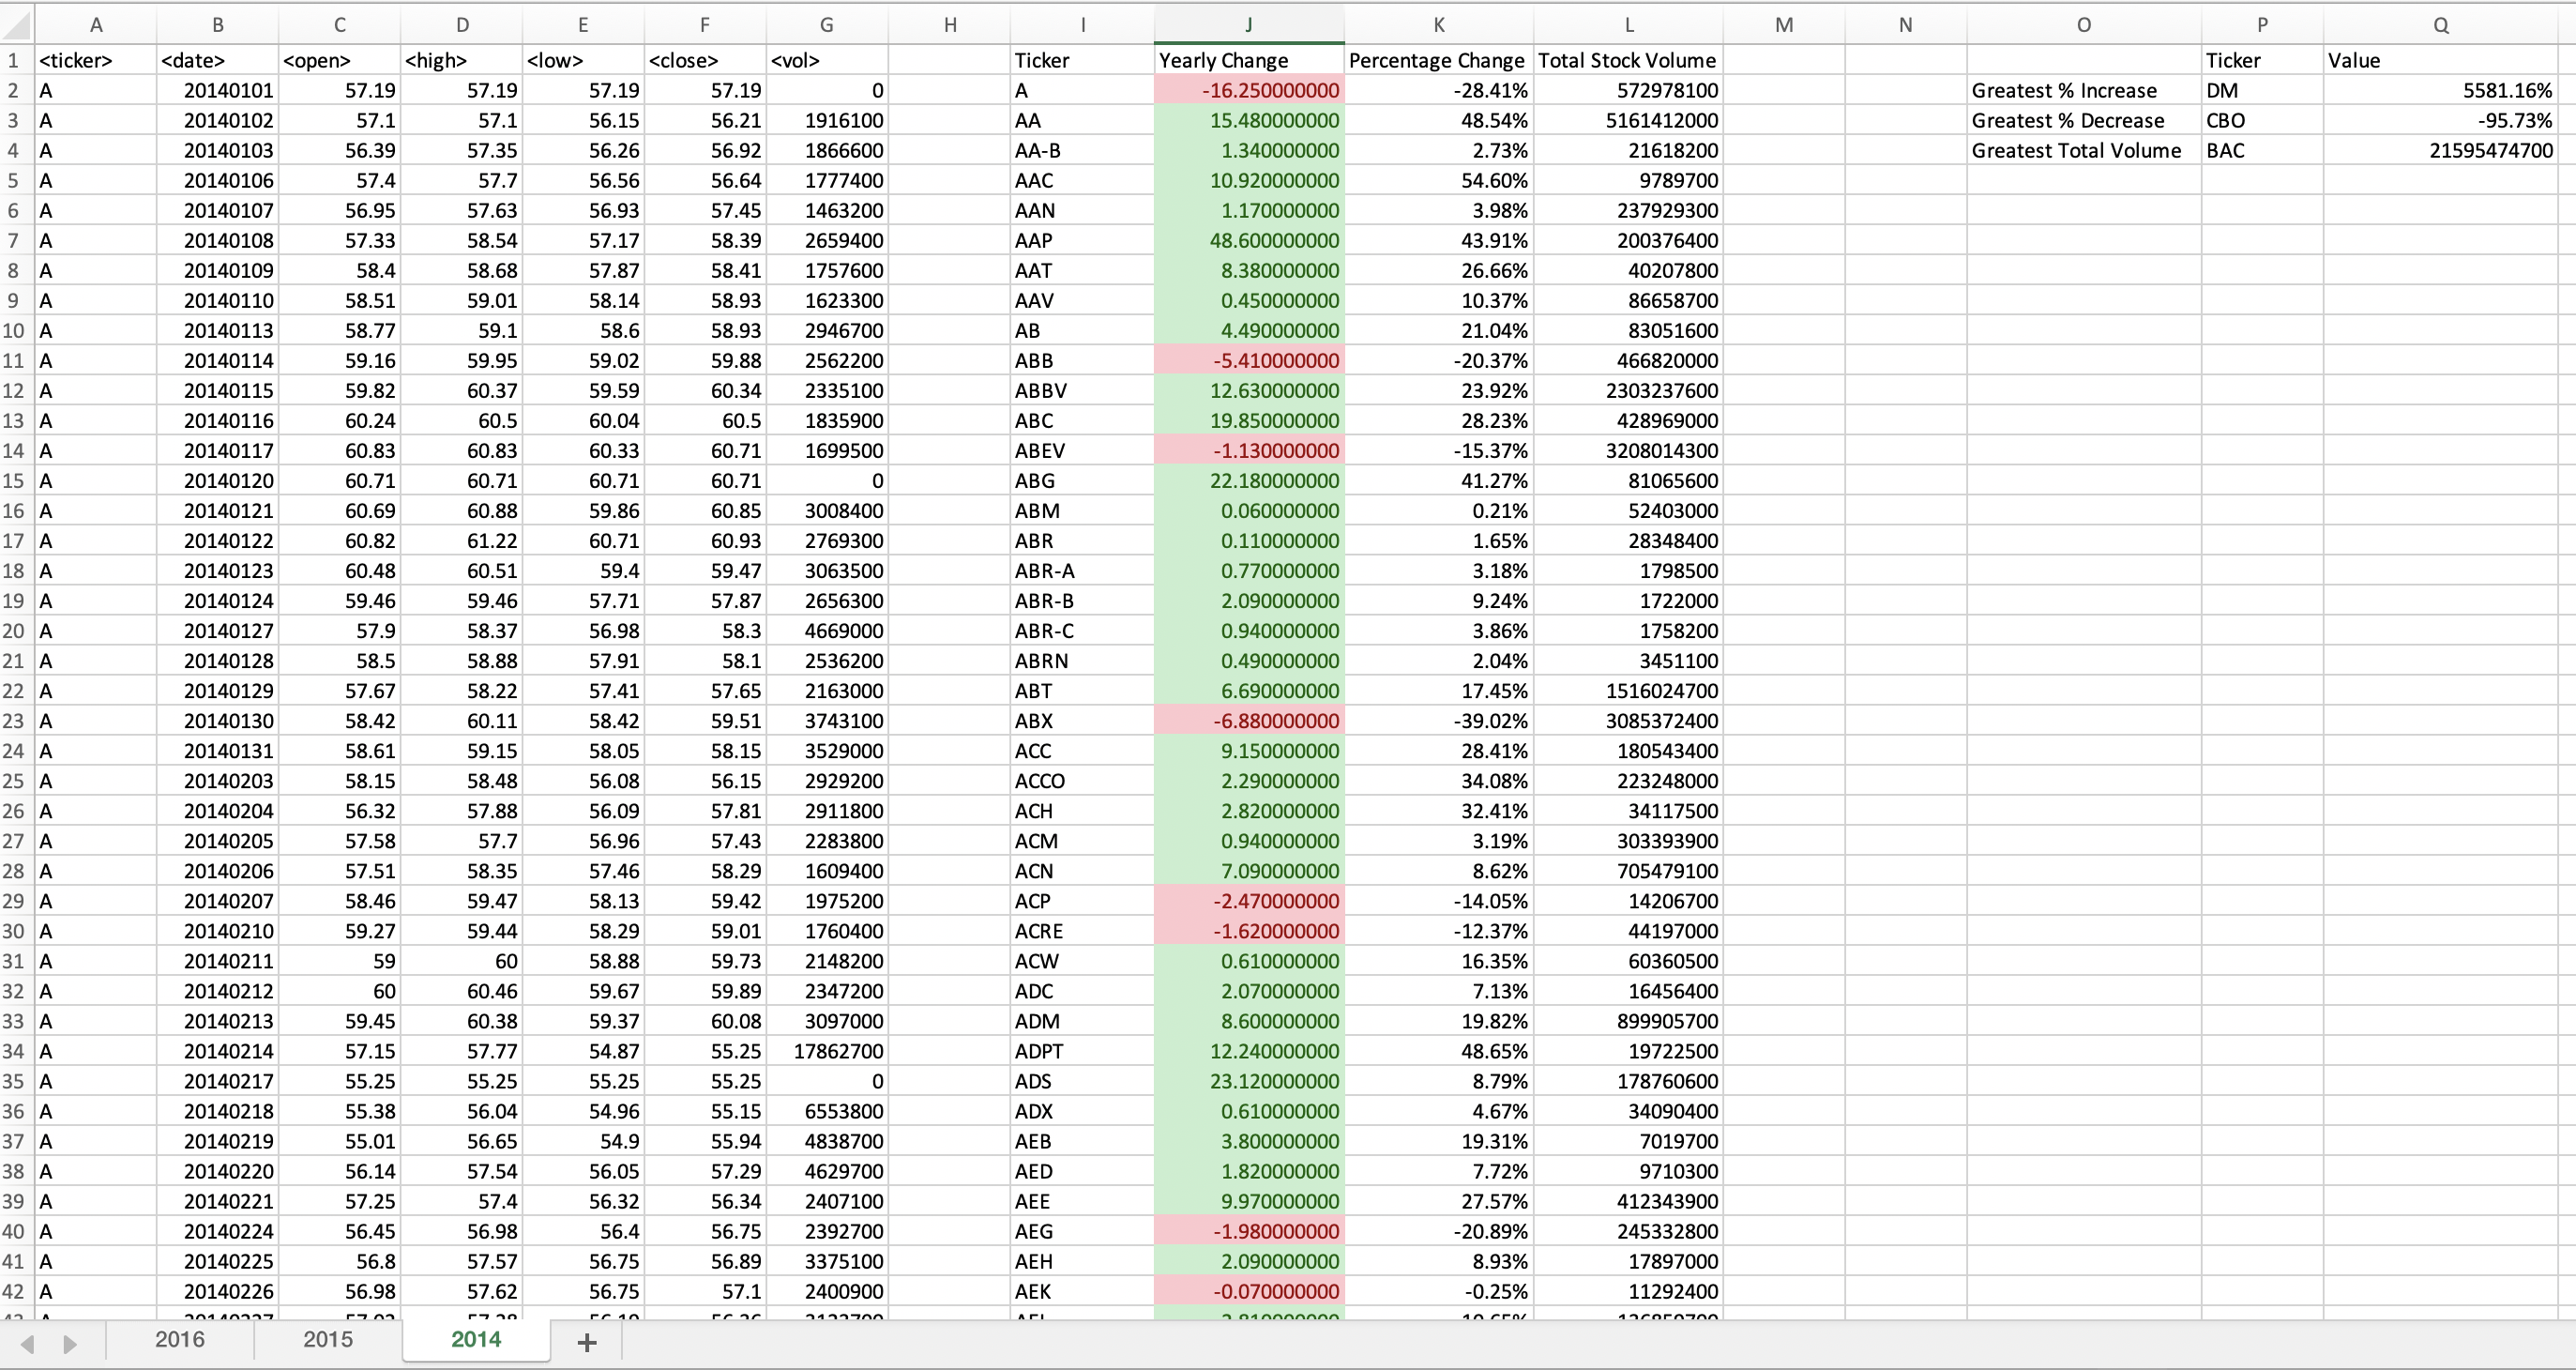 A B C D E F G H I J K L M N O P Q
1 <ticker> <date> <open> <high> <low> <close> <vol> Ticker Yearly Change Percentage Change Total Stock Volume Ticker Value
2 A 20140101 57.19 57.19 57.19 57.19 0 A -16.250000000 -28.41% 572978100 Greatest % Increase DM 5581.16%
3 A 20140102 57.1 57.1 56.15 56.21 1916100 AA 15.480000000 48.54% 5161412000 Greatest % Decrease CBO -95.73%
4 A 20140103 56.39 57.35 56.26 56.92 1866600 AA-B 1.340000000 2.73% 21618200 Greatest Total Volume BAC 21595474700
5 A 20140106 57.4 57.7 56.56 56.64 1777400 AAC 10.920000000 54.60% 9789700
6 A 20140107 56.95 57.63 56.93 57.45 1463200 AAN 1.170000000 3.98% 237929300
7 A 20140108 57.33 58.54 57.17 58.39 2659400 AAP 48.600000000 43.91% 200376400
8 A 20140109 58.4 58.68 57.87 58.41 1757600 AAT 8.380000000 26.66% 40207800
9 A 20140110 58.51 59.01 58.14 58.93 1623300 AAV 0.450000000 10.37% 86658700
10 A 20140113 58.77 59.1 58.6 58.93 2946700 AB 4.490000000 21.04% 83051600
11 A 20140114 59.16 59.95 59.02 59.88 2562200 ABB -5.410000000 -20.37% 466820000
12 A 20140115 59.82 60.37 59.59 60.34 2335100 ABBV 12.630000000 23.92% 2303237600
13 A 20140116 60.24 60.5 60.04 60.5 1835900 ABC 19.850000000 28.23% 428969000
14 A 20140117 60.83 60.83 60.33 60.71 1699500 ABEV -1.130000000 -15.37% 3208014300
15 A 20140120 60.71 60.71 60.71 60.71 0 ABG 22.180000000 41.27% 81065600
16 A 20140121 60.69 60.88 59.86 60.85 3008400 ABM 0.060000000 0.21% 52403000
17 A 20140122 60.82 61.22 60.71 60.93 2769300 ABR 0.110000000 1.65% 28348400
18 A 20140123 60.48 60.51 59.4 59.47 3063500 ABR-A 0.770000000 3.18% 1798500
19 A 20140124 59.46 59.46 57.71 57.87 2656300 ABR-B 2.090000000 9.24% 1722000
20 A 20140127 57.9 58.37 56.98 58.3 4669000 ABR-C 0.940000000 3.86% 1758200
21 A 20140128 58.5 58.88 57.91 58.1 2536200 ABRN 0.490000000 2.04% 3451100
22 A 20140129 57.67 58.22 57.41 57.65 2163000 ABT 6.690000000 17.45% 1516024700
23 A 20140130 58.42 60.11 58.42 59.51 3743100 ABX -6.880000000 -39.02% 3085372400
24 A 20140131 58.61 59.15 58.05 58.15 3529000 ACC 9.150000000 28.41% 180543400
25 A 20140203 58.15 58.48 56.08 56.15 2929200 ACCO 2.290000000 34.08% 223248000
26 A 20140204 56.32 57.88 56.09 57.81 2911800 ACH 2.820000000 32.41% 34117500
27 A 20140205 57.58 57.7 56.96 57.43 2283800 ACM 0.940000000 3.19% 303393900
28 A 20140206 57.51 58.35 57.46 58.29 1609400 ACN 7.090000000 8.62% 705479100
29 A 20140207 58.46 59.47 58.13 59.42 1975200 ACP -2.470000000 -14.05% 14206700
30 A 20140210 59.27 59.44 58.29 59.01 1760400 ACRE -1.620000000 -12.37% 44197000
31 A 20140211 59 60 58.88 59.73 2148200 ACW 0.610000000 16.35% 60360500
32 A 20140212 60 60.46 59.67 59.89 2347200 ADC 2.070000000 7.13% 16456400
33 A 20140213 59.45 60.38 59.37 60.08 3097000 ADM 8.600000000 19.82% 899905700
34 A 20140214 57.15 57.77 54.87 55.25 17862700 ADPT 12.240000000 48.65% 19722500
35 A 20140217 55.25 55.25 55.25 55.25 0 ADS 23.120000000 8.79% 178760600
36 A 20140218 55.38 56.04 54.96 55.15 6553800 ADX 0.610000000 4.67% 34090400
37 A 20140219 55.01 56.65 54.9 55.94 4838700 AEB 3.800000000 19.31% 7019700
38 A 20140220 56.14 57.54 56.05 57.29 4629700 AED 1.820000000 7.72% 9710300
39 A 20140221 57.25 57.4 56.32 56.34 2407100 AEE 9.970000000 27.57% 412343900
40 A 20140224 56.45 56.98 56.4 56.75 2392700 AEG -1.980000000 -20.89% 245332800
41 A 20140225 56.8 57.57 56.75 56.89 3375100 AEH 2.090000000 8.93% 17897000
42 A 20140226 56.98 57.62 56.75 57.1 2400900 AEK -0.070000000 -0.25% 11292400
2016 2015 2014 +